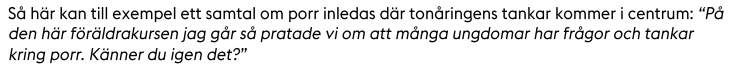 Så här kan till exempel ett samtal om porr inledas där tonåringens tankar kommer i centrum: “På
den här föräldrakursen jag går så pratade vi om att många ungdomar har frågor och tankar
kring porr. Känner du igen det?”